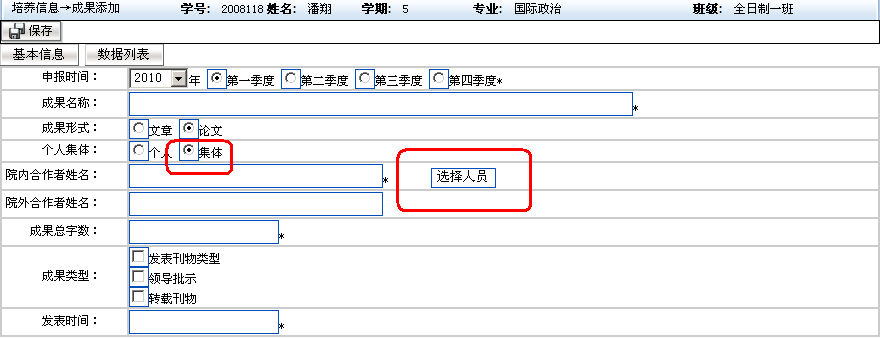 培养信息→成果添加 学号: 2008118 姓名: 潘翔 学期: 5 专业: 国际政治 班级: 全日制一班
保存
基本信息 数据列表
申报时间: 2010 年 第一季度 第二季度 第三季度 第四季度*
成果名称: *
成果形式: 文章 论文
个人集体: 个人 集体
院内合作者姓名: * 选择人员
院外合作者姓名:
成果总字数: *
成果类型: 发表刊物类型
领导批示
转载刊物
发表时间: *